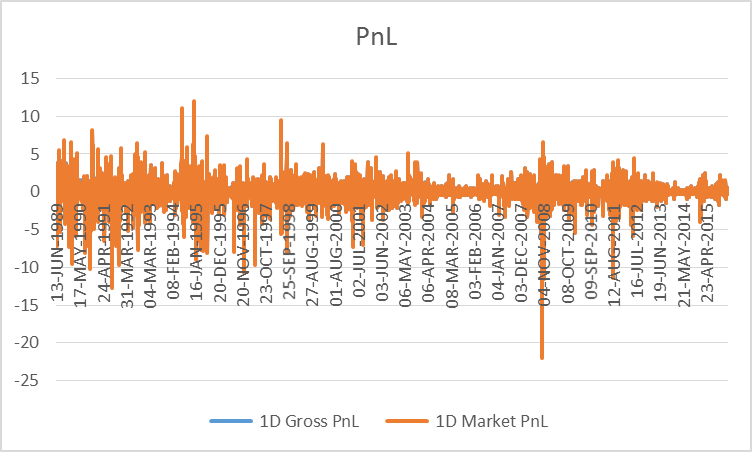 PnL
15
10
5
0
-5
-10
-15
-20
-25
13-JUN-1989
17-MAY-1990
24-APR-1991
31-MAR-1992
04-MAR-1993
08-FEB-1994
16-JAN-1995
20-DEC-1995
20-NOV-1996
23-OCT-1997
25-SEP-1998
27-AUG-1999
01-AUG-2000
02-JUL-2001
03-JUN-2002
06-MAY-2003
06-APR-2004
08-MAR-2005
03-FEB-2006
04-JAN-2007
03-DEC-2007
04-NOV-2008
08-OCT-2009
09-SEP-2010
12-AUG-2011
16-JUL-2012
19-JUN-2013
21-MAY-2014
23-APR-2015
1D Gross PnL
1D Market PnL